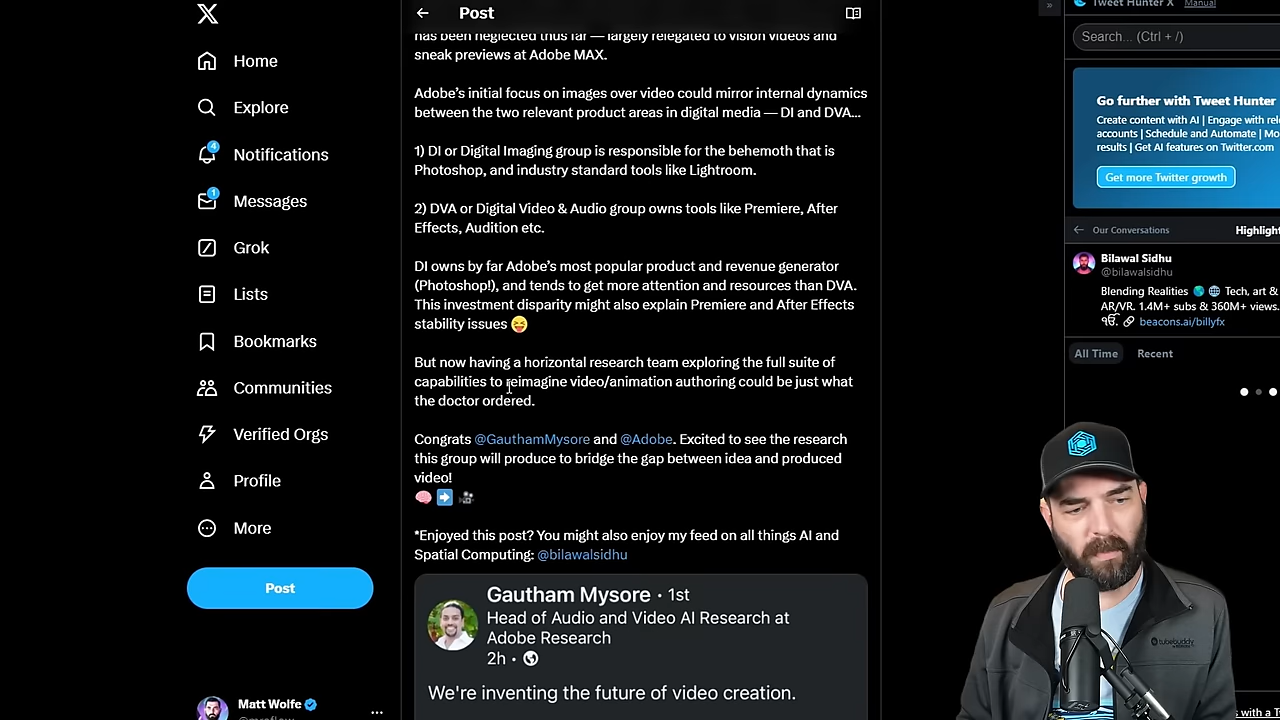 Home
Explore
4
Notifications
1
Messages
Grok
Lists
Bookmarks
Communities
Verified Orgs
Profile
More
Post
Matt Wolfe
Post
has been neglected thus far — largely relegated to vision videos and
sneak previews at Adobe MAX.
Adobe's initial focus on images over video could mirror internal dynamics
between the two relevant product areas in digital media — DI and DVA...
1) DI or Digital Imaging group is responsible for the behemoth that is
Photoshop, and industry standard tools like Lightroom.
2) DVA or Digital Video & Audio group owns tools like Premiere, After
Effects, Audition etc.
DI owns by far Adobe's most popular product and revenue generator
(Photoshop!), and tends to get more attention and resources than DVA.
This investment disparity might also explain Premiere and After Effects
stability issues 😝
But now having a horizontal research team exploring the full suite of
capabilities to reimagine video/animation authoring could be just what
the doctor ordered.
Congrats @GauthamMysore and @Adobe. Excited to see the research
this group will produce to bridge the gap between idea and produced
video!
🧠 ➡️ 🎥
*Enjoyed this post? You might also enjoy my feed on all things AI and
Spatial Computing: @bilawalsidhu
Gautham Mysore · 1st
Head of Audio and Video AI Research at
Adobe Research
2h ·
We're inventing the future of video creation.
»
Tweet Hunter X Manual
Search... (Ctrl + /)
Go further with Tweet Hunter
Create content with AI | Engage with
accounts | Schedule and Automate |
results | Get AI features on Twitter.com
Get more Twitter growth
Our Conversations
Highlight
Bilawal Sidhu
@bilawalsidhu
Blending Realities 🌎 🌐 Tech, art &
AR/VR. 1.4M+ subs & 360M+ views.
beacons.ai/billyfx
All Time
Recent
tubebuddy